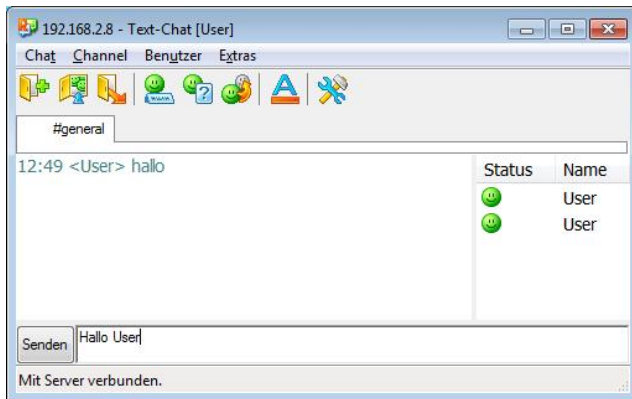 192.168.2.8 - Text-Chat [User]
Chat Channel Benutzer Extras
www ?
A
#general
12:49 <User> hallo
Status Name
User
User
Senden Hallo User
Mit Server verbunden.